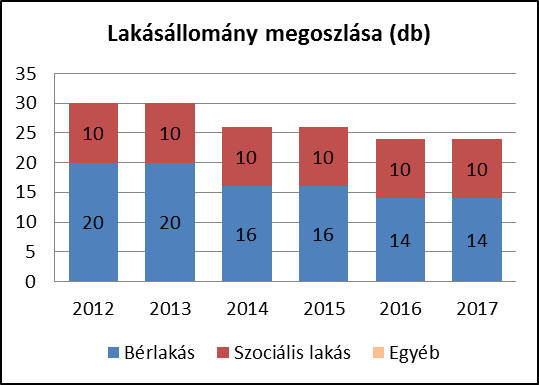 Lakásállomány megoszlása (db)
35
30
25
20
15
10
5
0
10 10 10 10 10 10
20 20 16 16 14 14
2012 2013 2014 2015 2016 2017
Bérlakás Szociális lakás Egyéb